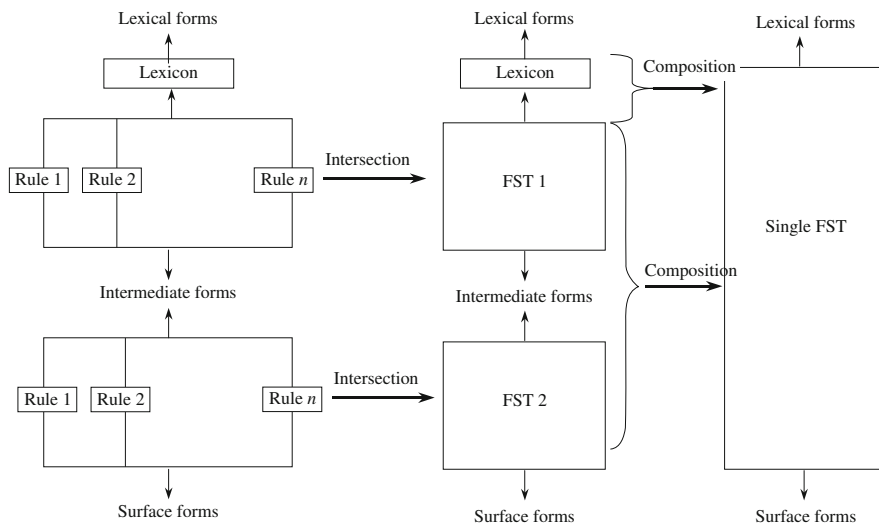 Lexical forms
Lexicon
Rule 1
Rule 2
Rule n
Intermediate forms
Rule 1
Rule 2
Rule n
Surface forms
Intersection
Intersection
Lexical forms
Lexicon
FST 1
Intermediate forms
FST 2
Surface forms
Composition
Composition
Lexical forms
Single FST
Surface forms